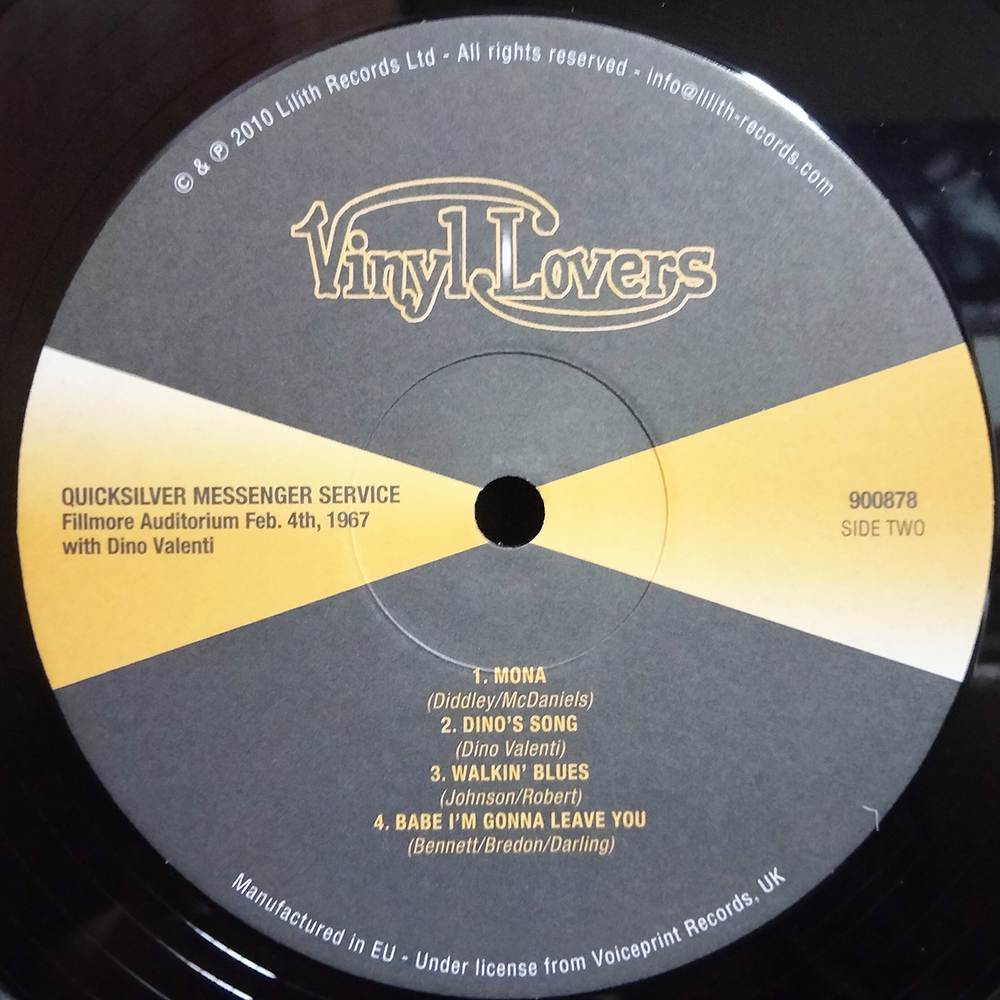 © & ℗ 2010 Lilith Records Ltd - All rights reserved - info@lilith-records.com
Vinyl Lovers
QUICKSILVER MESSENGER SERVICE
Fillmore Auditorium Feb. 4th, 1967
with Dino Valenti
900878
SIDE TWO
1. MONA
(Diddley/McDaniels)
2. DINO'S SONG
(Dino Valenti)
3. WALKIN' BLUES
(Johnson/Robert)
4. BABE I'M GONNA LEAVE YOU
(Bennett/Bredon/Darling)
Manufactured in EU - Under license from Voiceprint Records, UK